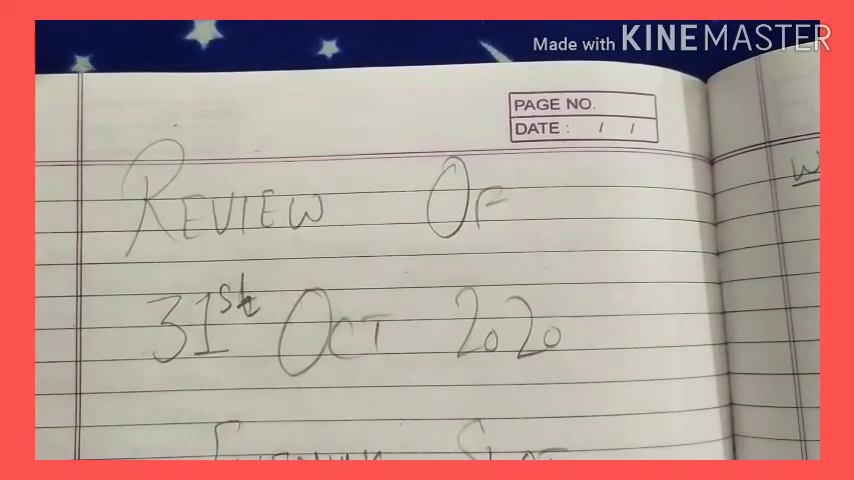 Made with KINEMASTER
PAGE NO.
DATE : / /
REVIEW OF
31st OCT 2020